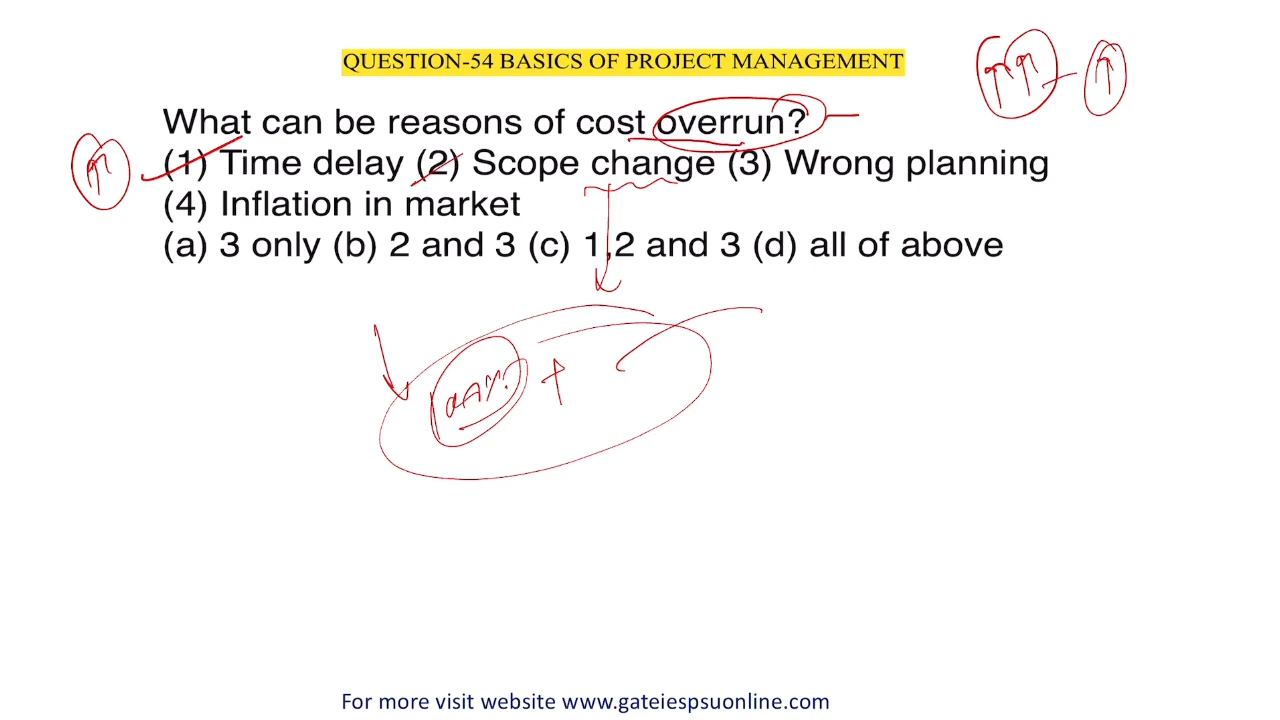 QUESTION-54 BASICS OF PROJECT MANAGEMENT
What can be reasons of cost overrun?
(1) Time delay (2) Scope change (3) Wrong planning
(4) Inflation in market
(a) 3 only (b) 2 and 3 (c) 1,2 and 3 (d) all of above
+
For more visit website www.gateiespsuonline.com